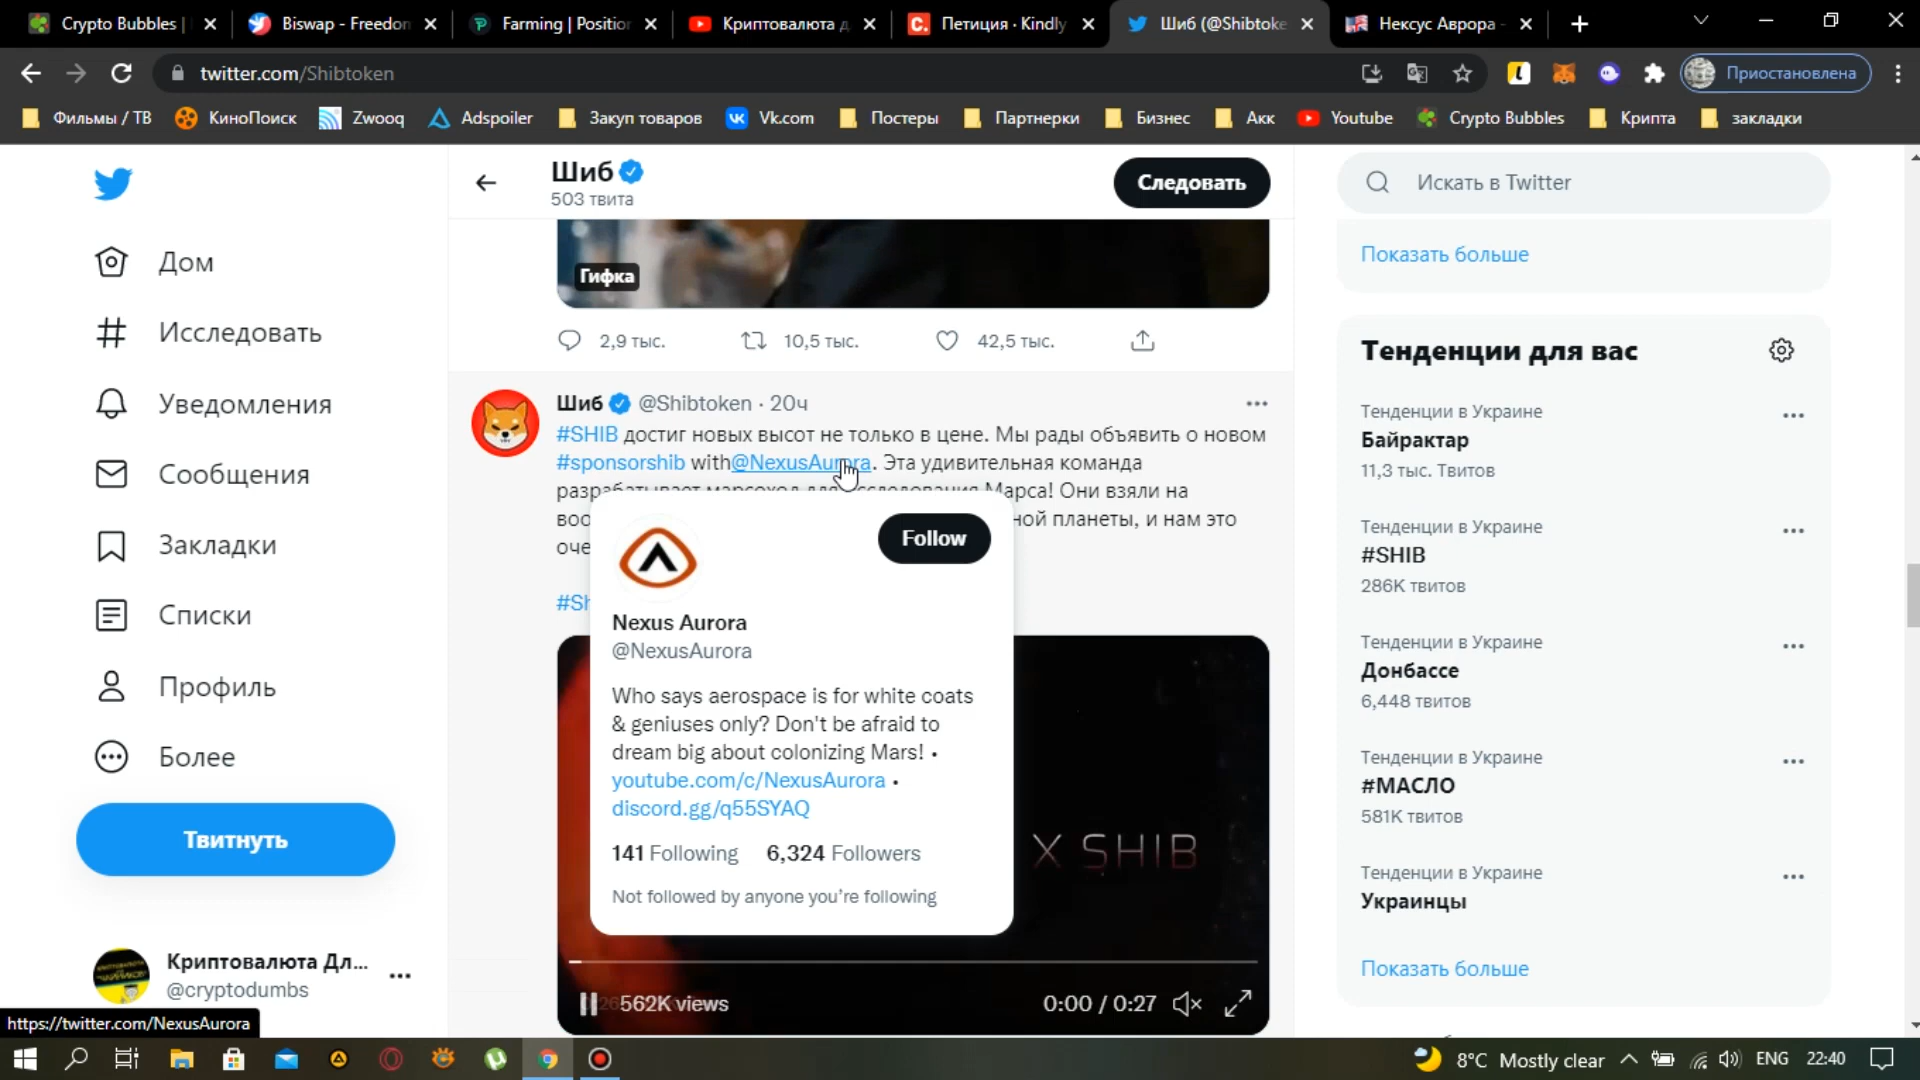 Crypto Bubbles |
Biswap - Freedom
Farming | Position
Криптовалюта д
Петиция · Kindly
Шиб (@Shibtoke
Нексус Аврора -
twitter.com/Shibtoken
Приостановлена
Фильмы / ТВ
КиноПоиск
Zwooq
Adspoiler
Закуп товаров
Vk.com
Постеры
Партнерки
Бизнес
Акк
Youtube
Crypto Bubbles
Крипта
закладки
Дом
Исследовать
Уведомления
Сообщения
Закладки
Списки
Профиль
Более
Твитнуть
Криптовалюта Дл...
@cryptodumbs
https://twitter.com/NexusAurora
Шиб
503 твита
Следовать
Гифка
2,9 тыс.
10,5 тыс.
42,5 тыс.
Шиб @Shibtoken · 20ч
#SHIB достиг новых высот не только в цене. Мы рады объявить о новом
#sponsorshib with@NexusAurora. Эта удивительная команда
разрабатывает марсоход для исследования Марса! Они взяли на
воо ной планеты, и нам это
оче
#Sh
Follow
Nexus Aurora
@NexusAurora
Who says aerospace is for white coats
& geniuses only? Don't be afraid to
dream big about colonizing Mars! •
youtube.com/c/NexusAurora •
discord.gg/q55SYAQ
141 Following 6,324 Followers
Not followed by anyone you're following
X SHIB
562K views
0:00 / 0:27
Искать в Twitter
Показать больше
Тенденции для вас
Тенденции в Украине
Байрактар
11,3 тыс. Твитов
Тенденции в Украине
#SHIB
286K твитов
Тенденции в Украине
Донбассе
6,448 твитов
Тенденции в Украине
#МАСЛО
581K твитов
Тенденции в Украине
Украинцы
Показать больше
8°C Mostly clear
ENG
22:40